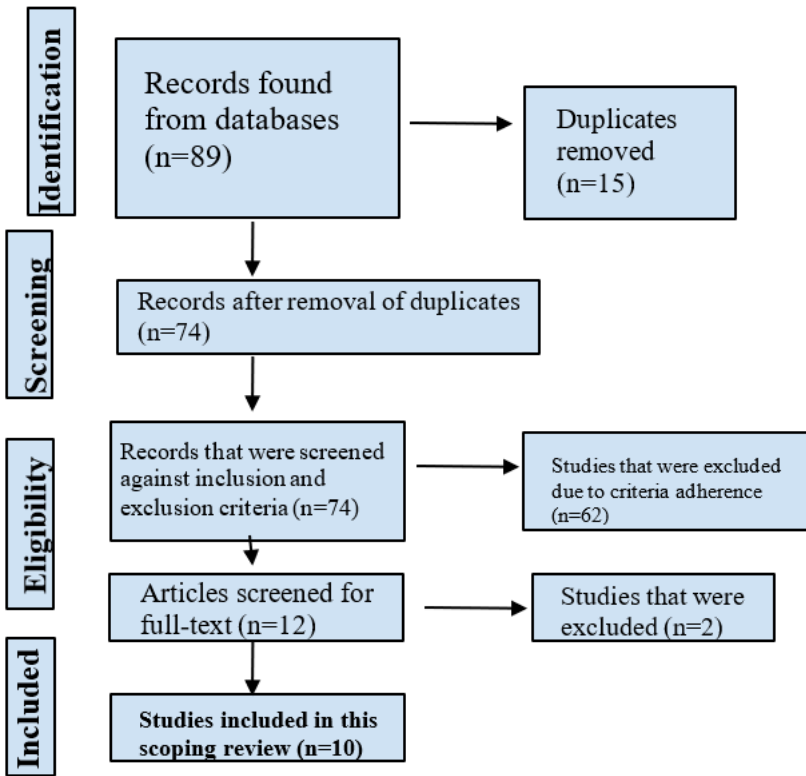 Identification
Records found
from databases
(n=89)
Duplicates
removed
(n=15)
Screening
Records after removal of duplicates
(n=74)
Eligibility
Records that were screened
against inclusion and
exclusion criteria (n=74)
Studies that were excluded
due to criteria adherence
(n=62)
Articles screened for
full-text (n=12)
Studies that were
excluded (n=2)
Included
Studies included in this
scoping review (n=10)